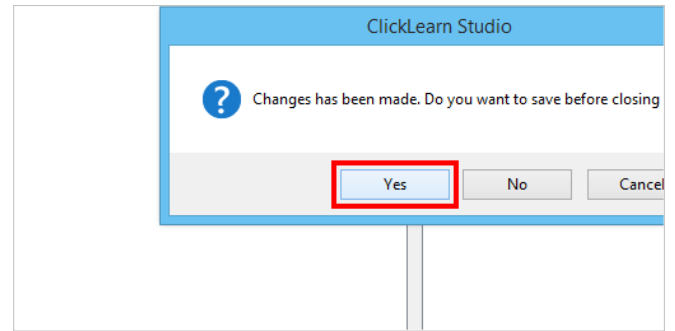 ClickLearn Studio
Changes has been made. Do you want to save before closing
Yes
No
Cancel